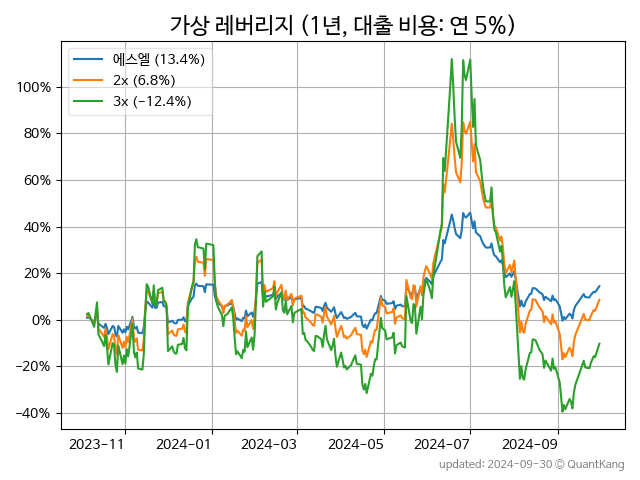 가상 레버리지 (1년, 대출 비용: 연 5%)
에스엘 (13.4%)
2x (6.8%)
3x (−12.4%)
100%
80%
60%
40%
20%
0%
−20%
−40%
2023-11
2024-01
2024-03
2024-05
2024-07
2024-09
updated: 2024-09-30 © QuantKang